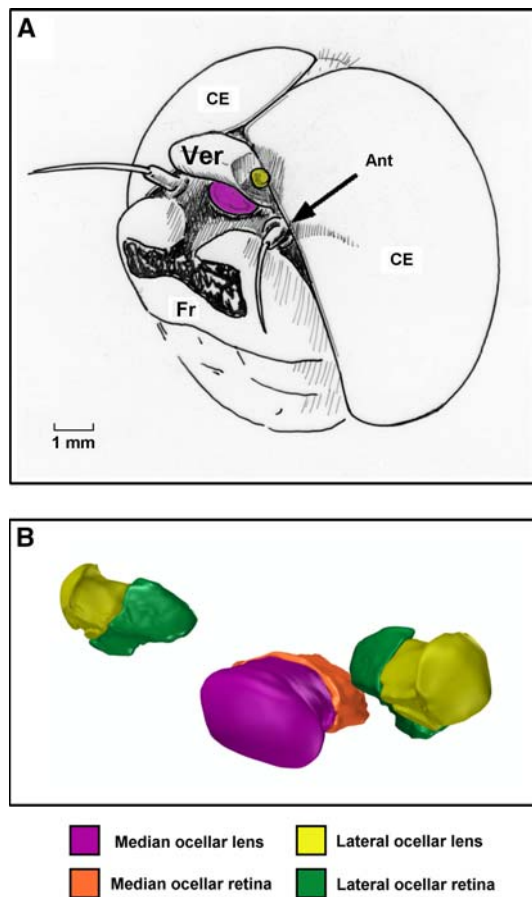 A
CE
Ver
Ant
CE
Fr
1 mm
B
Median ocellar lens
Lateral ocellar lens
Median ocellar retina
Lateral ocellar retina